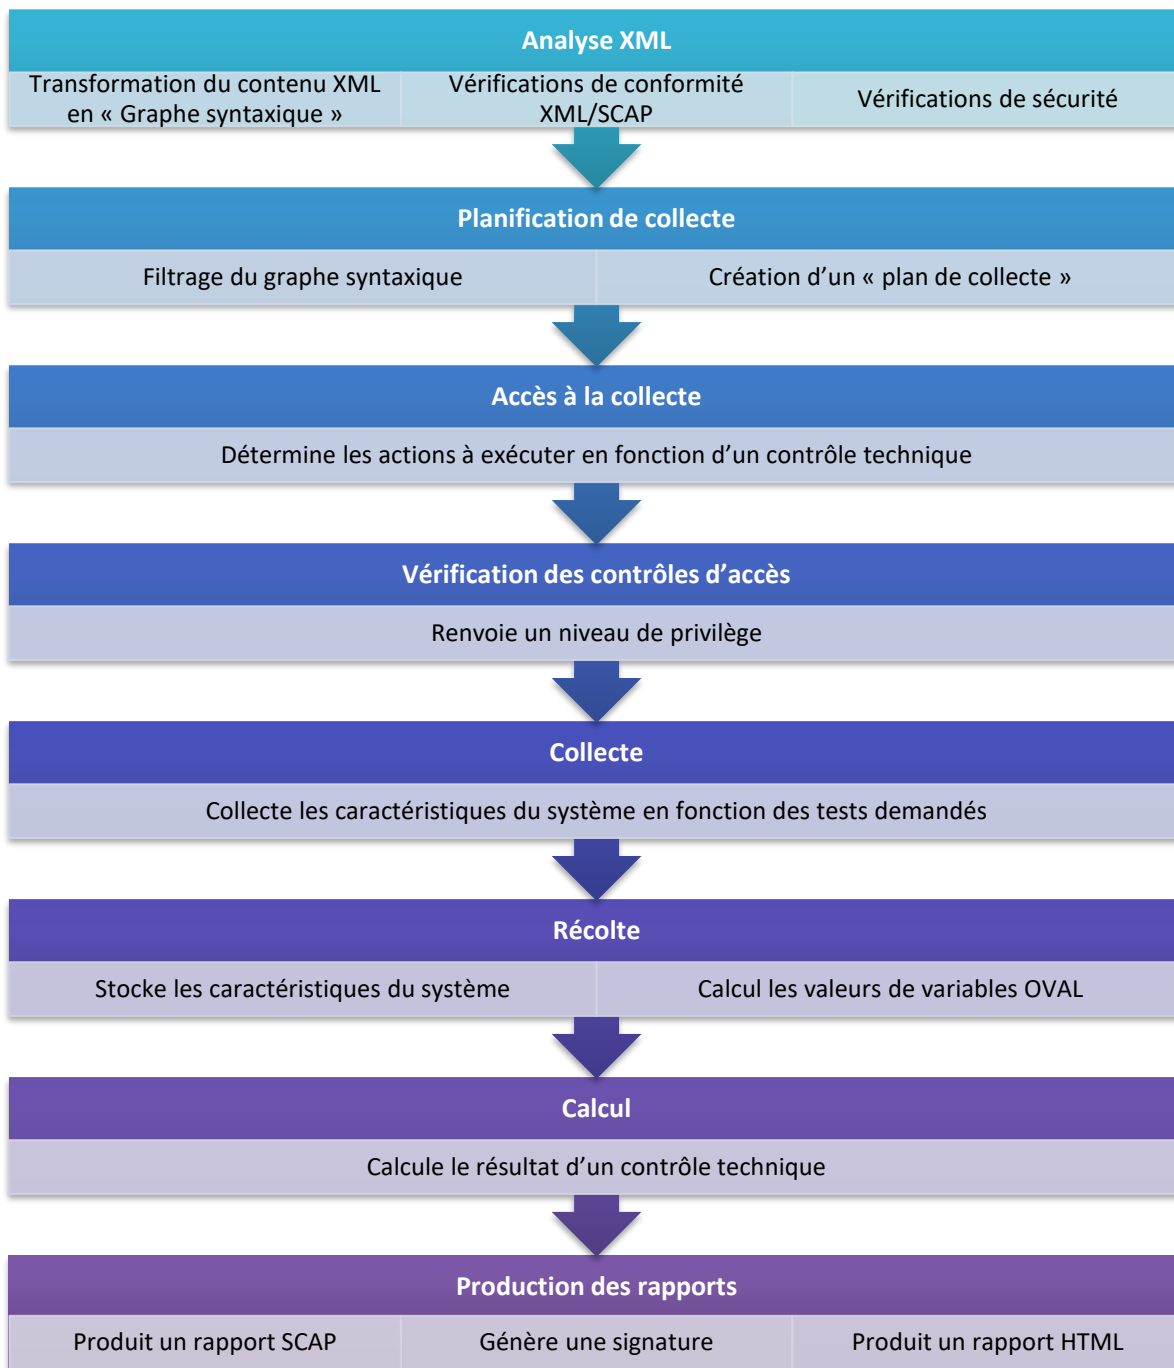 Analyse XML
Transformation du contenu XML
en « Graphe syntaxique »
Vérifications de conformité
XML/SCAP
Vérifications de sécurité
Planification de collecte
Filtrage du graphe syntaxique
Création d’un « plan de collecte »
Accès à la collecte
Détermine les actions à exécuter en fonction d’un contrôle technique
Vérification des contrôles d’accès
Renvoie un niveau de privilège
Collecte
Collecte les caractéristiques du système en fonction des tests demandés
Récolte
Stocke les caractéristiques du système
Calcul les valeurs de variables OVAL
Calcul
Calcule le résultat d’un contrôle technique
Production des rapports
Produit un rapport SCAP
Génère une signature
Produit un rapport HTML